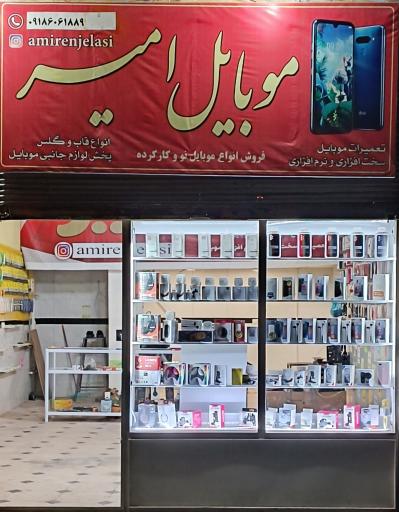 ۰۹۱۸۶۰۶۱۸۸۹
amirenjelasi
موبایل امیر
انواع قاب و گلس
پخش لوازم جانبی موبایل
فروش انواع موبایل نو و کارکرده
تعمیرات موبایل
سخت افزاری و نرم افزاری
amirenjelasi